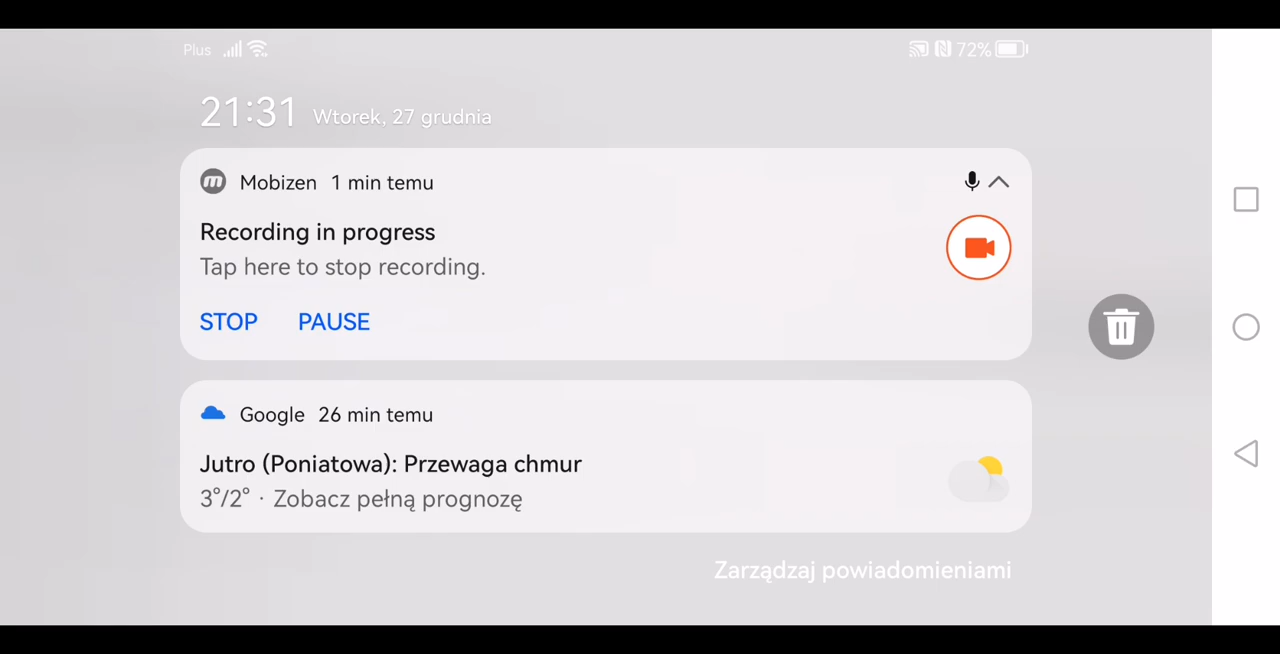 Plus 72%
21:31 Wtorek, 27 grudnia
Mobizen 1 min temu
Recording in progress
Tap here to stop recording.
STOP PAUSE
Google 26 min temu
Jutro (Poniatowa): Przewaga chmur
3°/2° · Zobacz pełną prognozę
Zarządzaj powiadomieniami